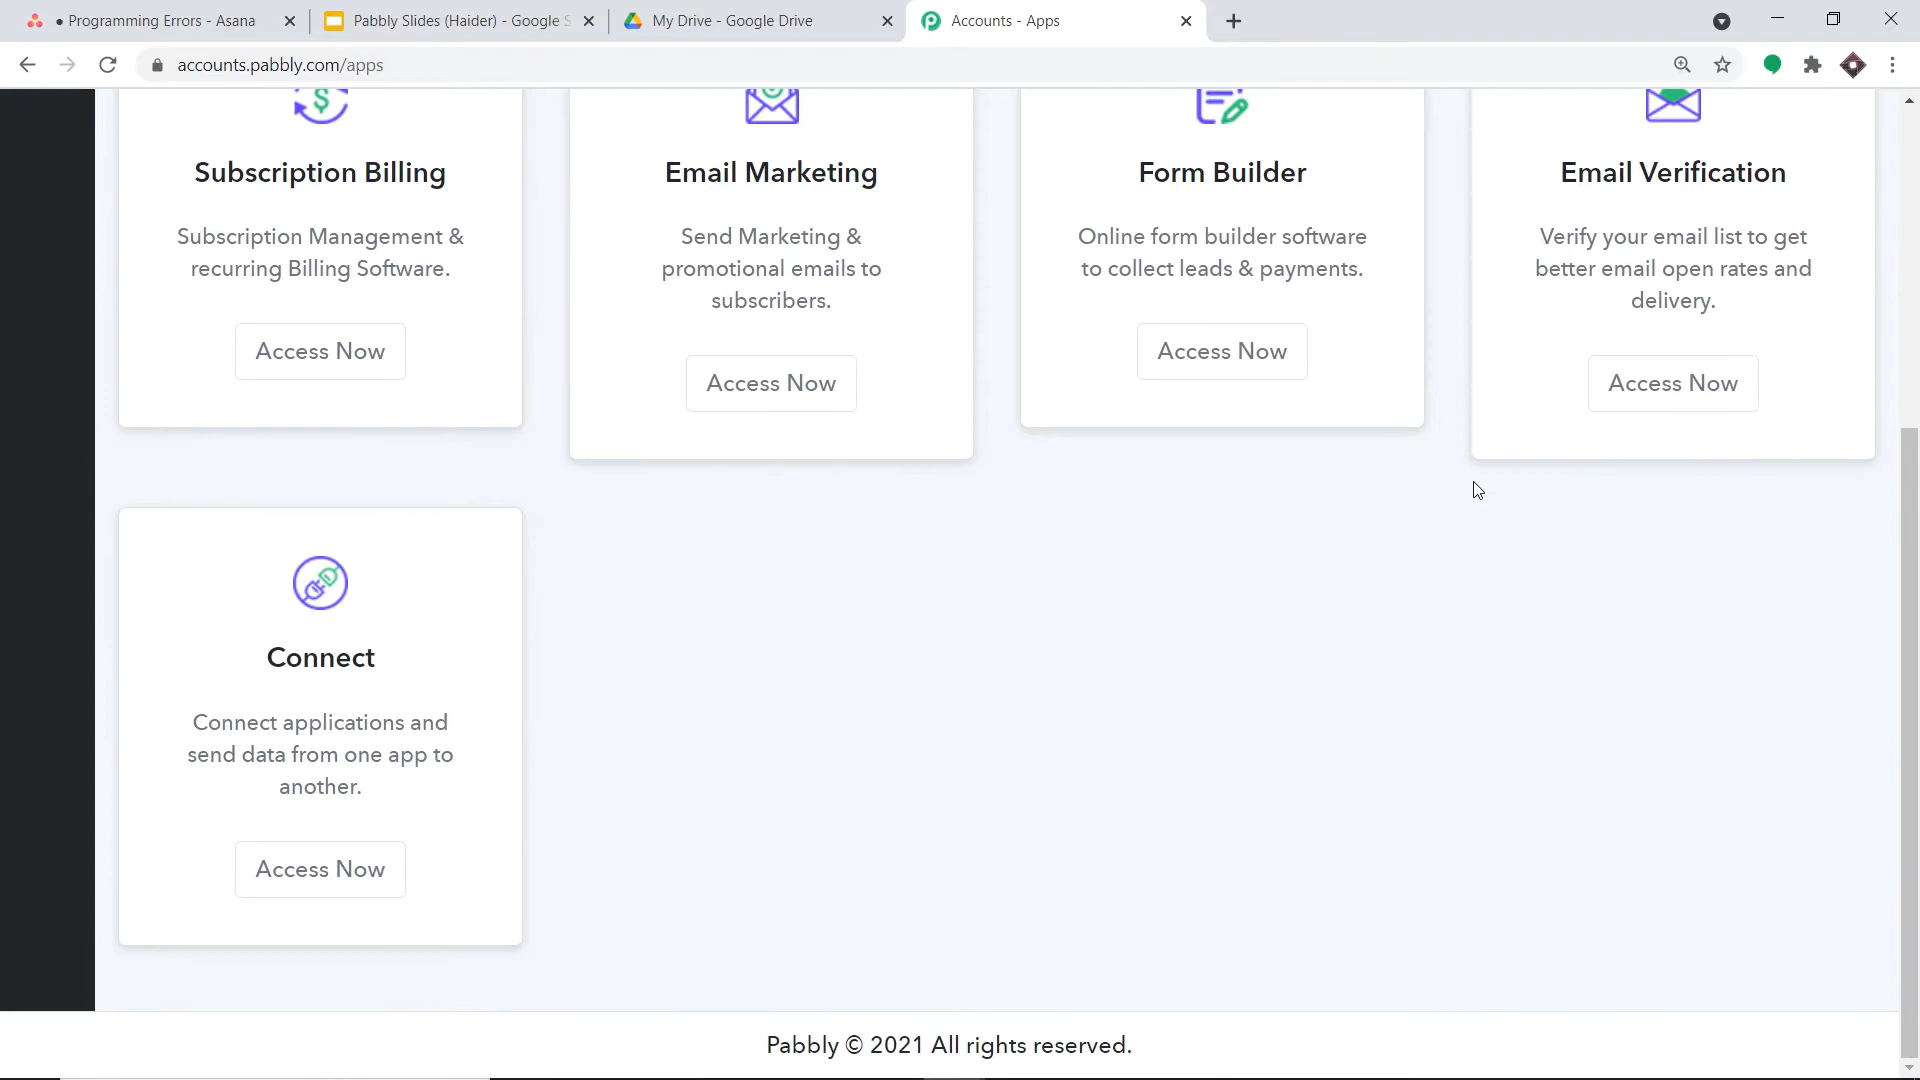 • Programming Errors - Asana
Pabbly Slides (Haider) - Google S
My Drive - Google Drive
Accounts - Apps
accounts.pabbly.com/apps
Subscription Billing
Subscription Management &
recurring Billing Software.
Access Now
Email Marketing
Send Marketing &
promotional emails to
subscribers.
Access Now
Form Builder
Online form builder software
to collect leads & payments.
Access Now
Email Verification
Verify your email list to get
better email open rates and
delivery.
Access Now
Connect
Connect applications and
send data from one app to
another.
Access Now
Pabbly © 2021 All rights reserved.